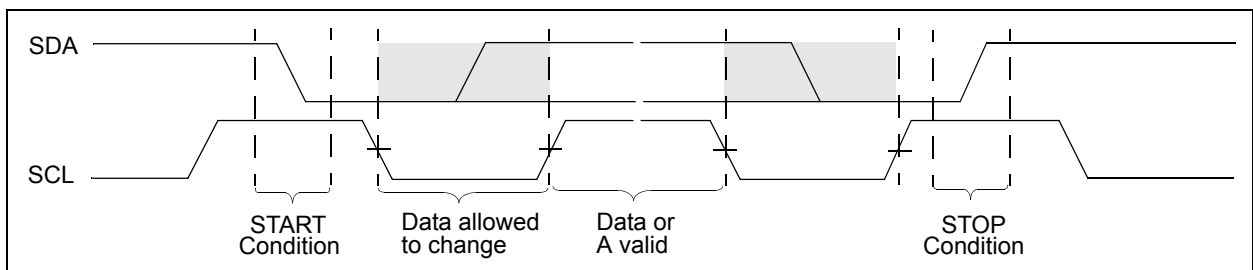 SDA
SCL
START
Condition
Data allowed
to change
Data or
A valid
STOP
Condition